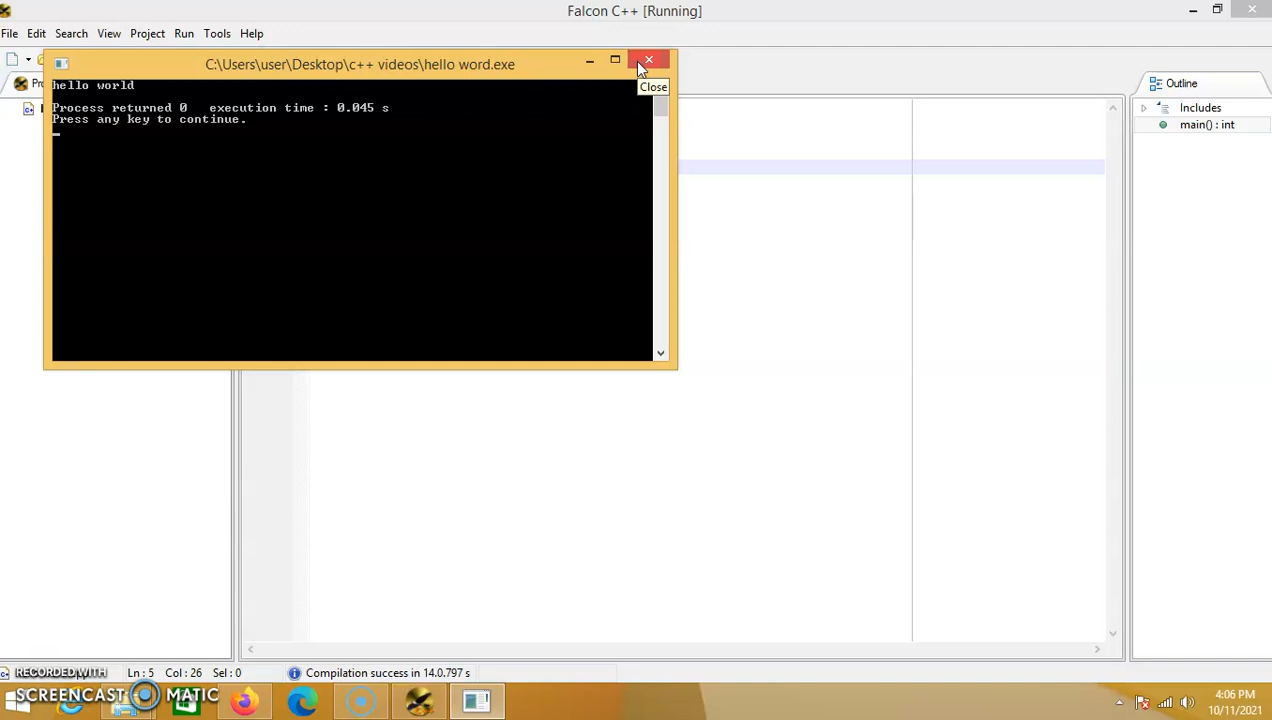 Falcon C++ [Running]
File Edit Search View Project Run Tools Help
C:\Users\user\Desktop\c++ videos\hello word.exe
Close
hello world
Process returned 0   execution time : 0.045 s
Press any key to continue.
Outline
Includes
main() : int
Ln : 5 Col : 26 Sel : 0 Compilation success in 14.0.797 s
RECORDED WITH
SCREENCAST MATIC
4:06 PM
10/11/2021